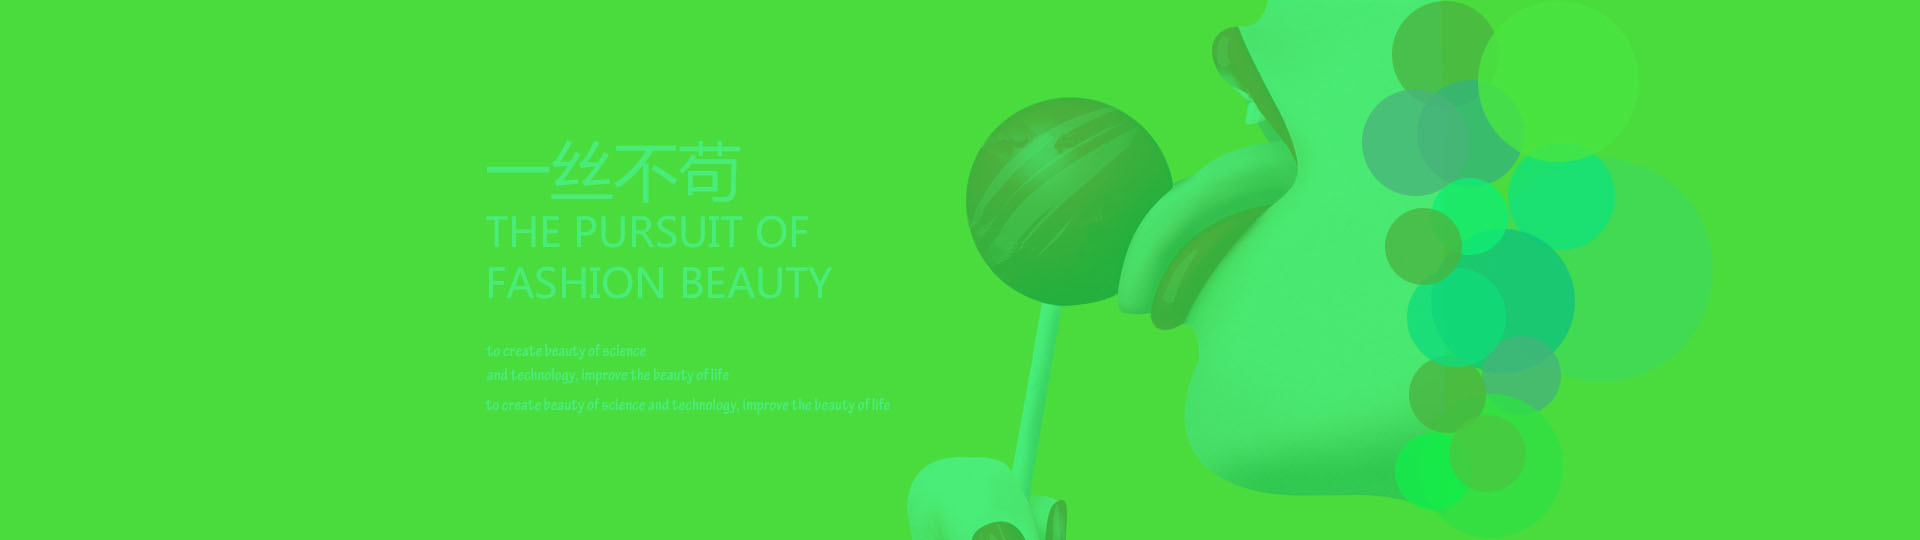 一丝不苟
THE PURSUIT OF
FASHION BEAUTY
to create beauty of science
and technology, improve the beauty of life
to create beauty of science and technology, improve the beauty of life